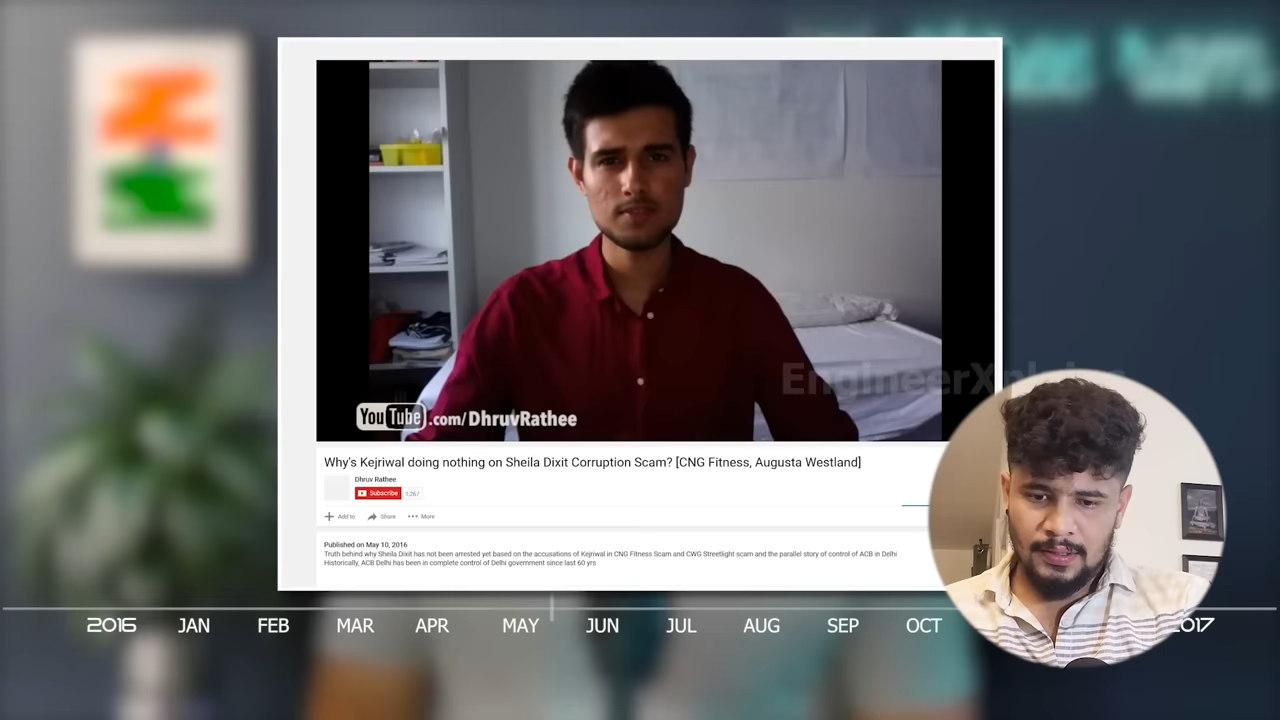 EngineerX
YouTube.com/DhruvRathee
Why's Kejriwal doing nothing on Sheila Dixit Corruption Scam? [CNG Fitness, Augusta Westland]
Dhruv Rathee
Subscribe 1,267
Add to Share More
Published on May 10, 2016
Truth behind why Sheila Dixit has not been arrested yet based on the accusations of Kejriwal in CNG Fitness Scam and CWG Streetlight scam and the parallel story of control of ACB in Delhi
Historically, ACB Delhi has been in complete control of Delhi government since last 60 yrs
2016 JAN FEB MAR APR MAY JUN JUL AUG SEP OCT 2017